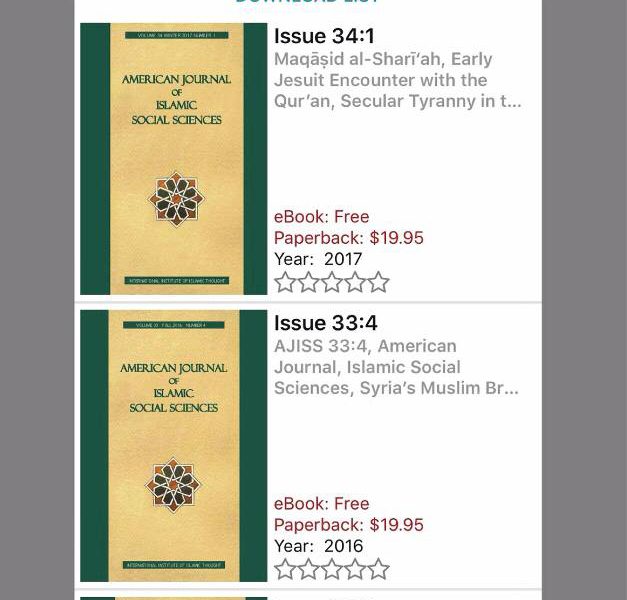 DOWNLOAD LIST
VOLUME 34 WINTER 2017 NUMBER 1
AMERICAN JOURNAL
OF
ISLAMIC
SOCIAL SCIENCES
INTERNATIONAL INSTITUTE OF ISLAMIC THOUGHT
Issue 34:1
Maqāṣid al-Sharī‘ah, Early
Jesuit Encounter with the
Qur’an, Secular Tyranny in t...
eBook: Free
Paperback: $19.95
Year: 2017
VOLUME 33 FALL 2016 NUMBER 4
AMERICAN JOURNAL
OF
ISLAMIC
SOCIAL SCIENCES
INTERNATIONAL INSTITUTE OF ISLAMIC THOUGHT
Issue 33:4
AJISS 33:4, American
Journal, Islamic Social
Sciences, Syria’s Muslim Br...
eBook: Free
Paperback: $19.95
Year: 2016